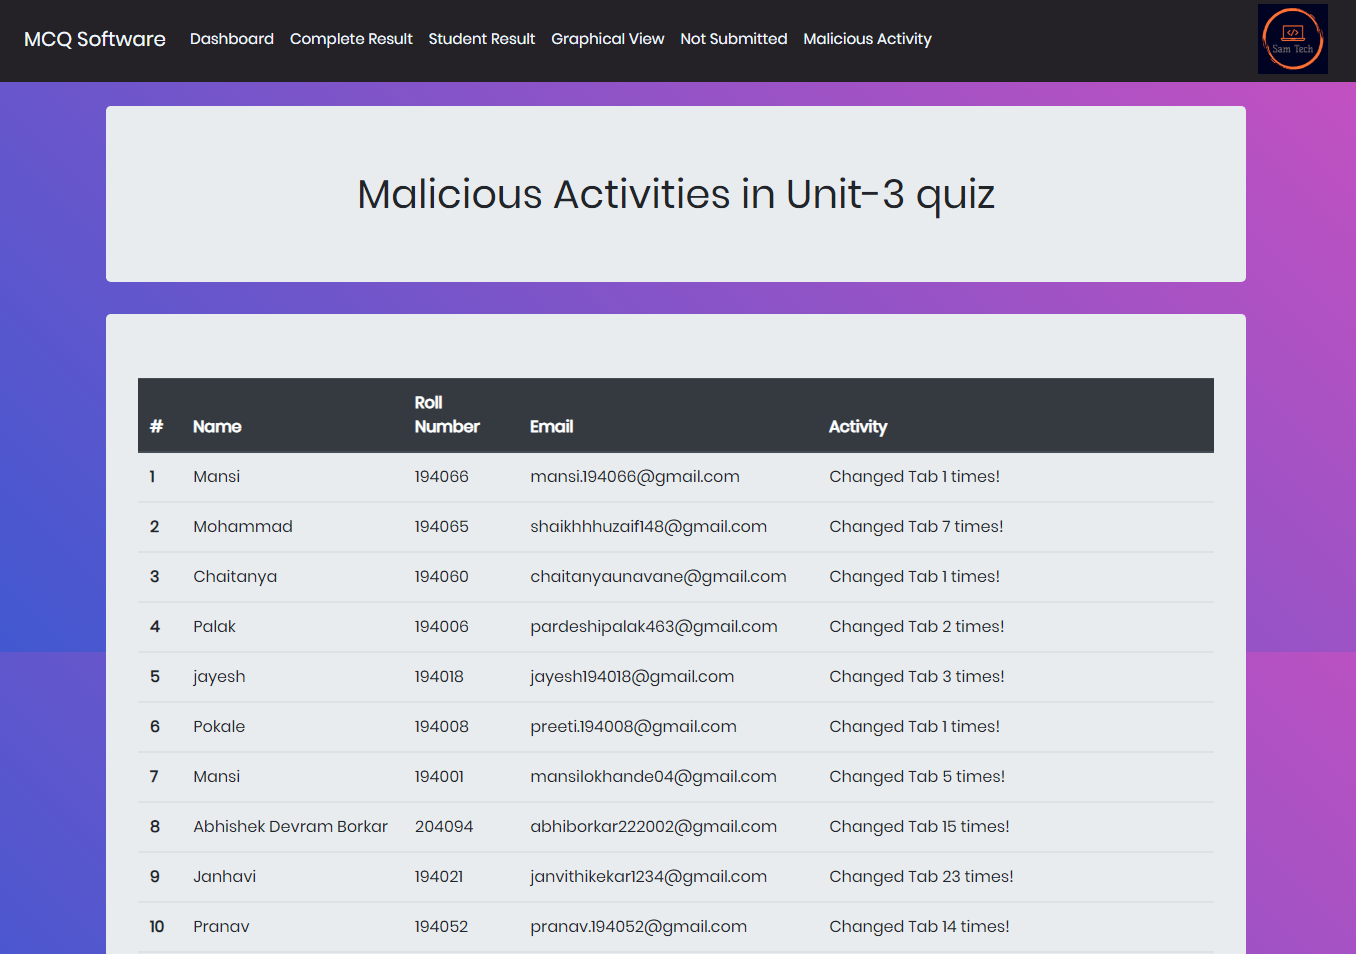 MCQ Software Dashboard Complete Result Student Result Graphical View Not Submitted Malicious Activity
</>
Sam Tech
Malicious Activities in Unit-3 quiz
# Name Roll Number Email Activity
1 Mansi 194066 mansi.194066@gmail.com Changed Tab 1 times!
2 Mohammad 194065 shaikhhhuzaif148@gmail.com Changed Tab 7 times!
3 Chaitanya 194060 chaitanyaunavane@gmail.com Changed Tab 1 times!
4 Palak 194006 pardeshipalak463@gmail.com Changed Tab 2 times!
5 jayesh 194018 jayesh194018@gmail.com Changed Tab 3 times!
6 Pokale 194008 preeti.194008@gmail.com Changed Tab 1 times!
7 Mansi 194001 mansilokhande04@gmail.com Changed Tab 5 times!
8 Abhishek Devram Borkar 204094 abhiborkar222002@gmail.com Changed Tab 15 times!
9 Janhavi 194021 janvithikekar1234@gmail.com Changed Tab 23 times!
10 Pranav 194052 pranav.194052@gmail.com Changed Tab 14 times!